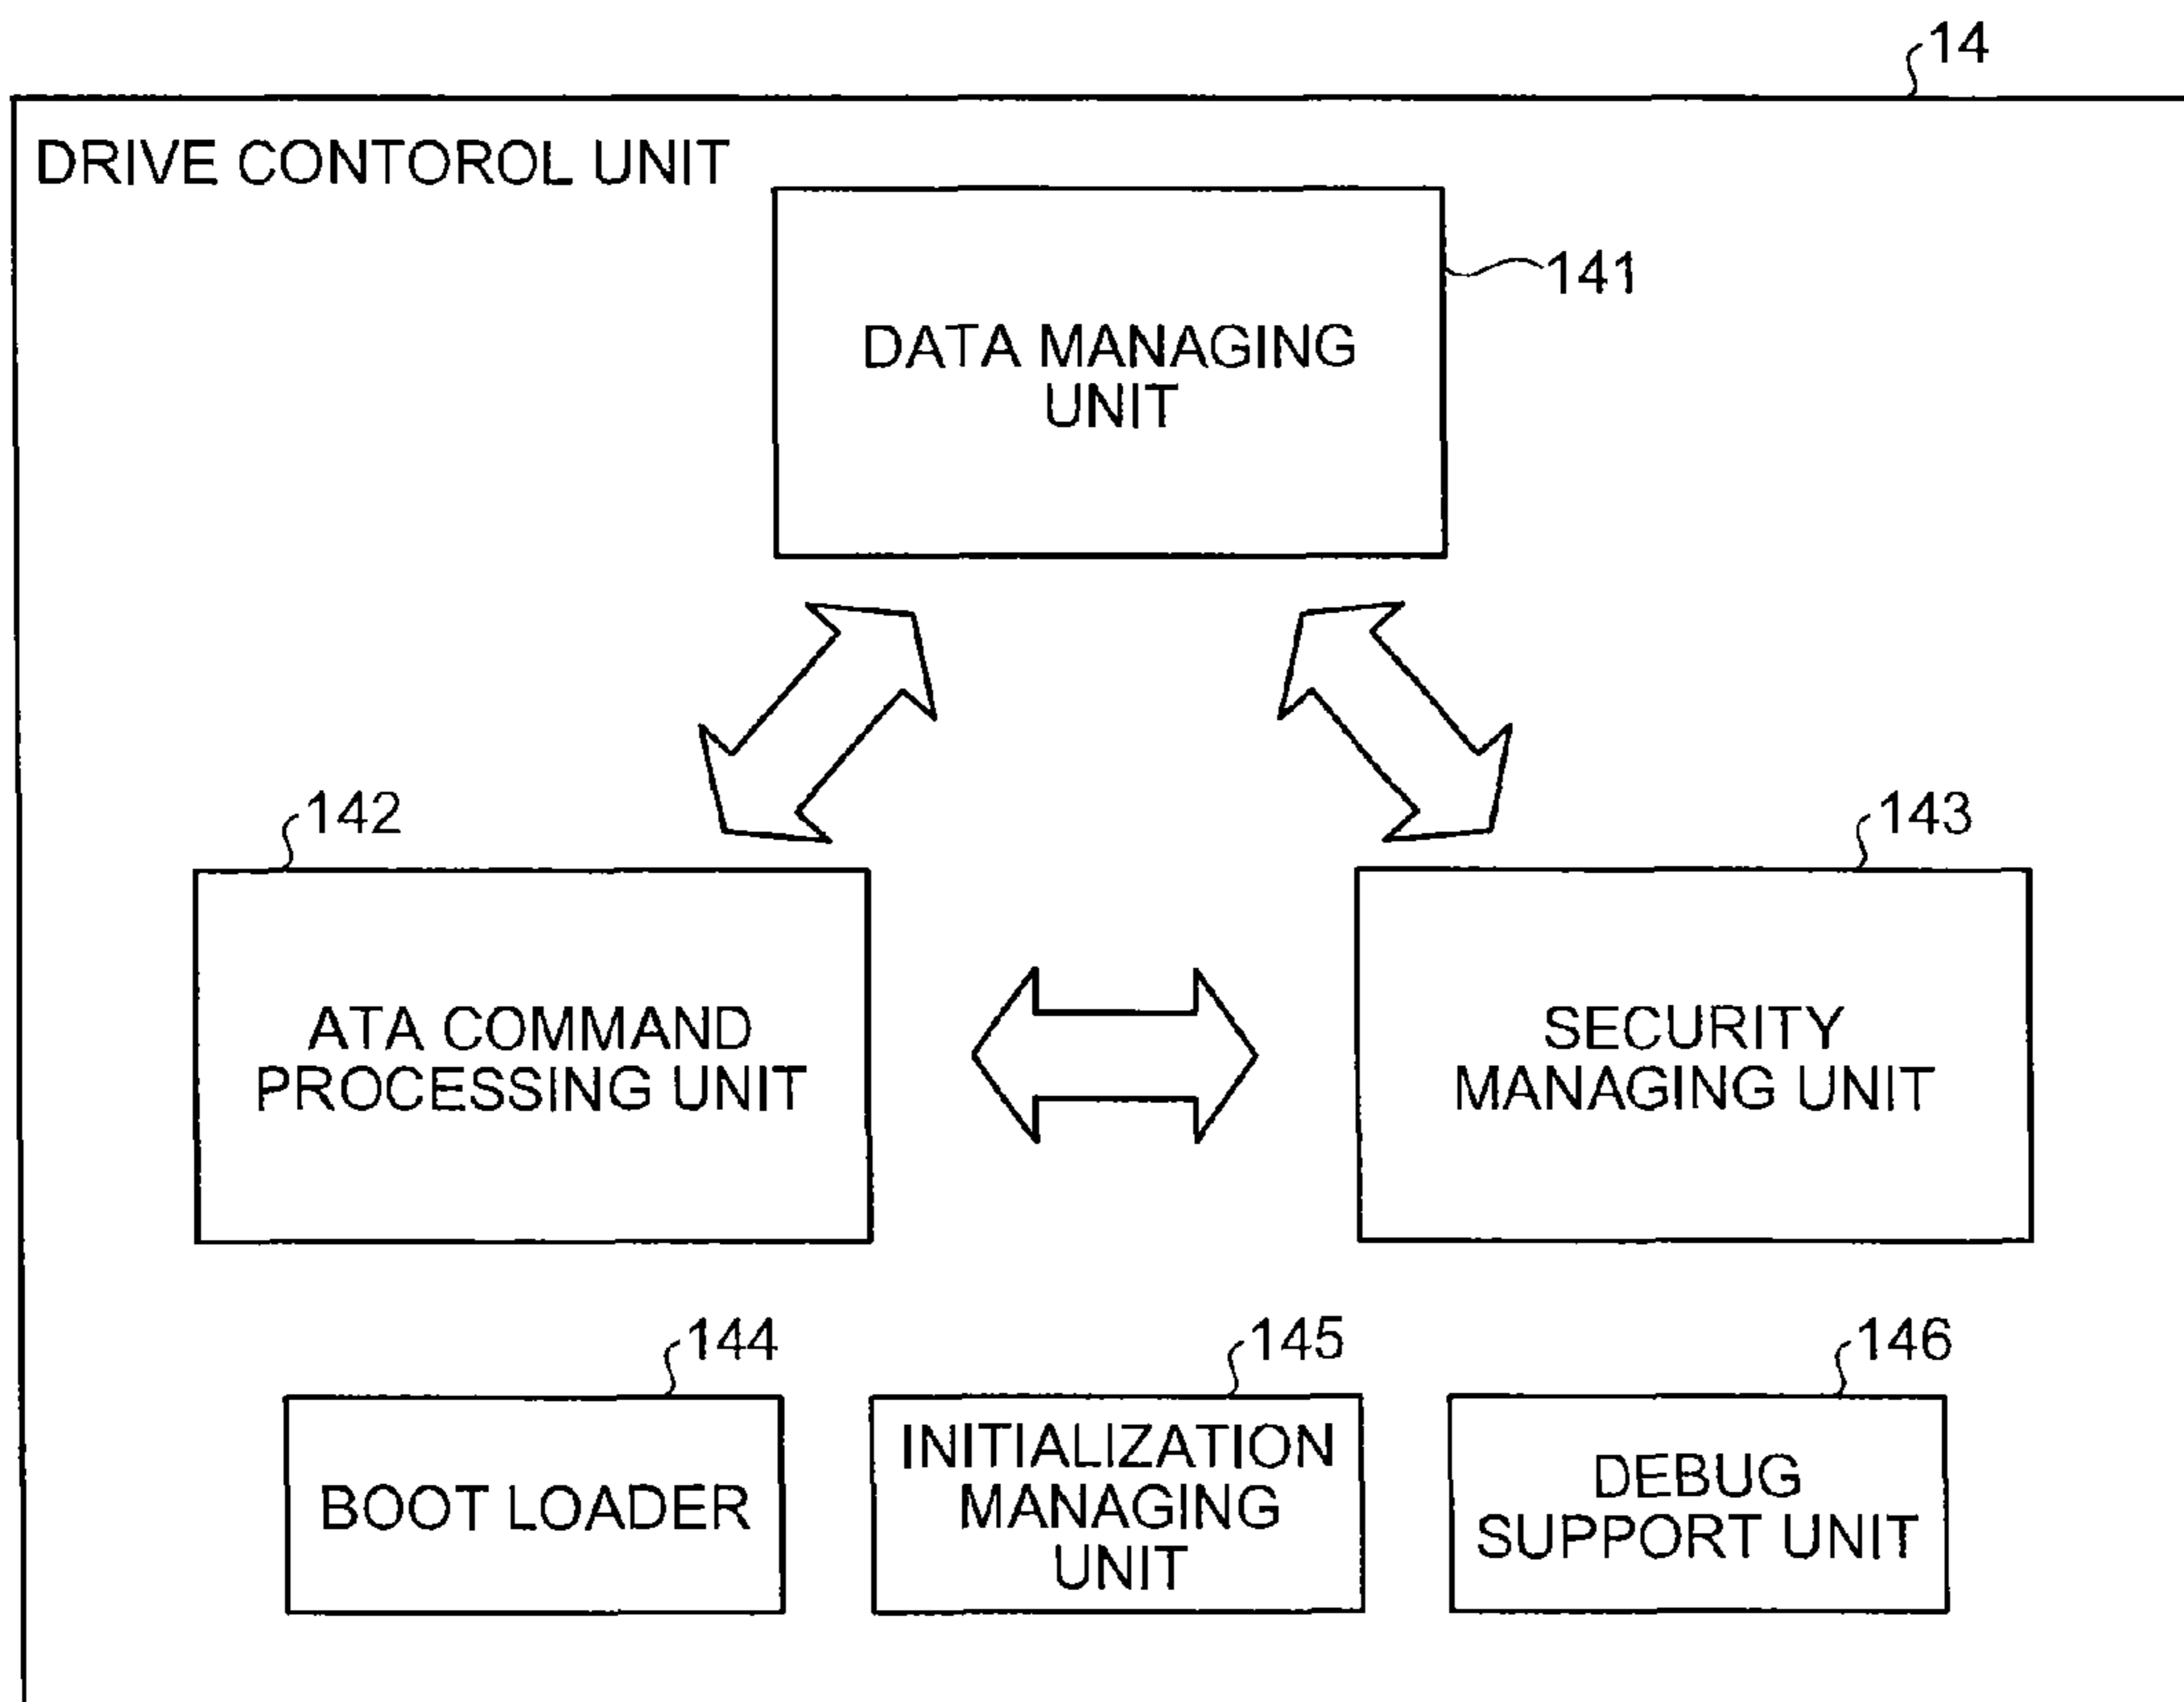 14
DRIVE CONTOROL UNIT
141
DATA MANAGING
UNIT
142
143
ATA COMMAND
PROCESSING UNIT
SECURITY
MANAGING UNIT
144
145
146
BOOT LOADER
INITIALIZATION
MANAGING
UNIT
DEBUG
SUPPORT UNIT